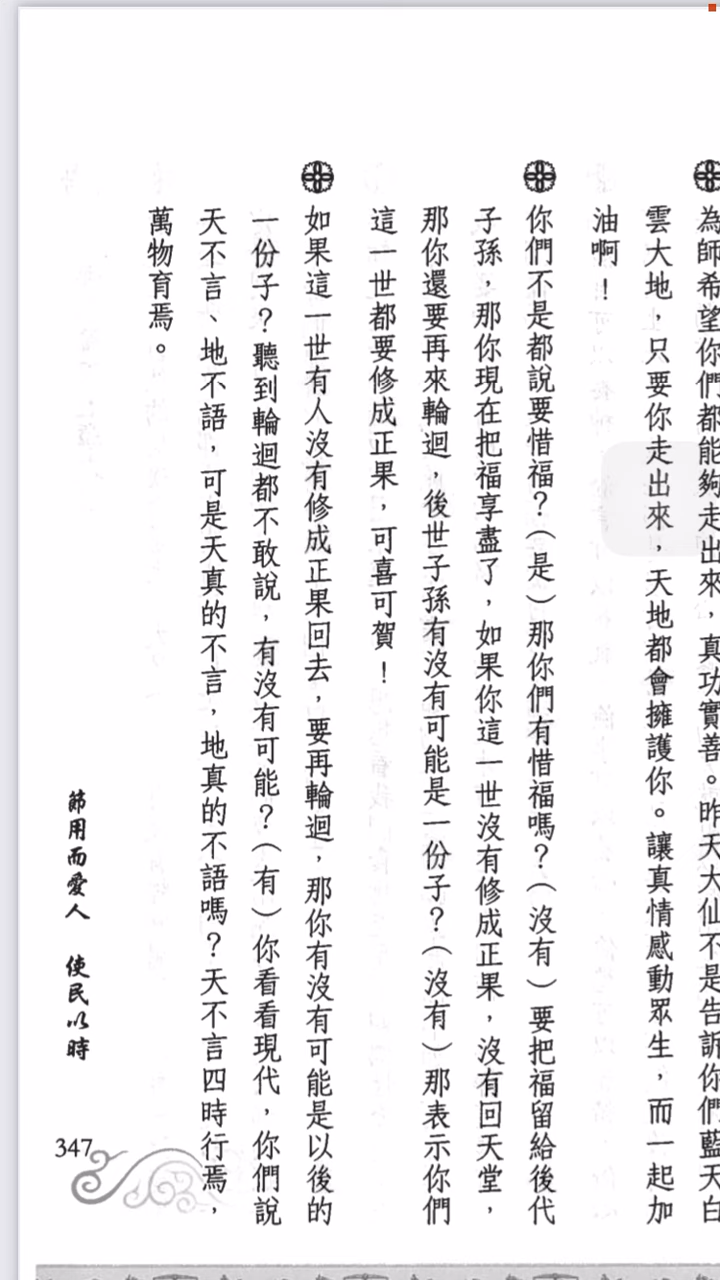 為師希望你們都能夠走出來，真功實善。昨天大仙不是告訴你們藍天白
雲大地，只要你走出來，天地都會擁護你。讓真情感動眾生，而一起加
油啊！
你們不是都說要惜福？（是）那你們有惜福嗎？（沒有）要把福留給後代
子孫，那你現在把福享盡了，如果你這一世沒有修成正果，沒有回天堂，
那你還要再來輪迴，後世子孫有沒有可能是一份子？（沒有）那表示你們
這一世都要修成正果，可喜可賀！
如果這一世有人沒有修成正果回去，要再輪迴，那你有沒有可能是以後的
一份子？聽到輪迴都不敢說，有沒有可能？（有）你看看現代，你們說
天不言、地不語，可是天真的不言，地真的不語嗎？天不言四時行焉，
萬物育焉。
節用而愛人　使民以時
347